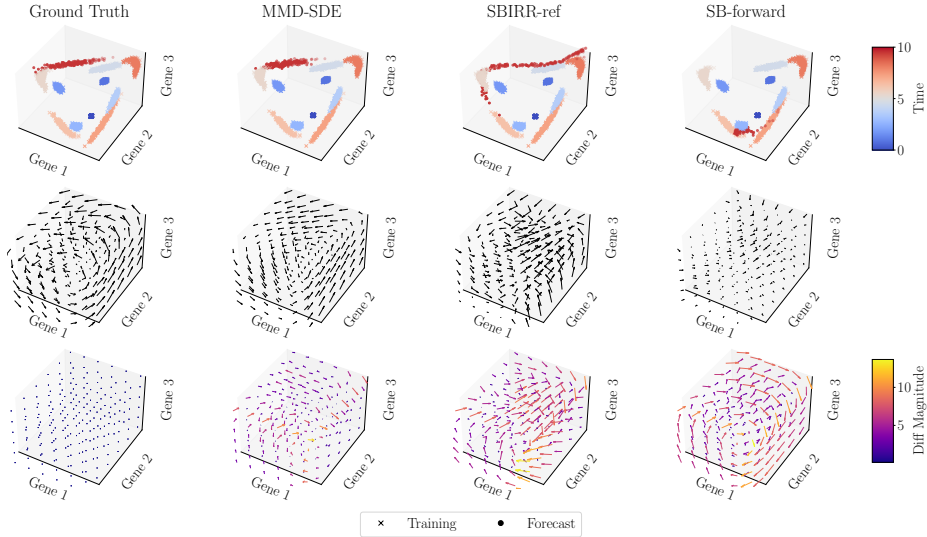 Ground Truth
MMD-SDE
SBIRR-ref
SB-forward
Gene 1
Gene 2
Gene 3
Gene 1
Gene 2
Gene 3
Gene 1
Gene 2
Gene 3
Gene 1
Gene 2
Gene 3
10
5
0
Time
Gene 1
Gene 2
Gene 3
Gene 1
Gene 2
Gene 3
Gene 1
Gene 2
Gene 3
Gene 1
Gene 2
Gene 3
Gene 1
Gene 2
Gene 3
Gene 1
Gene 2
Gene 3
Gene 1
Gene 2
Gene 3
Gene 1
Gene 2
Gene 3
10
5
Diff Magnitude
Training
Forecast